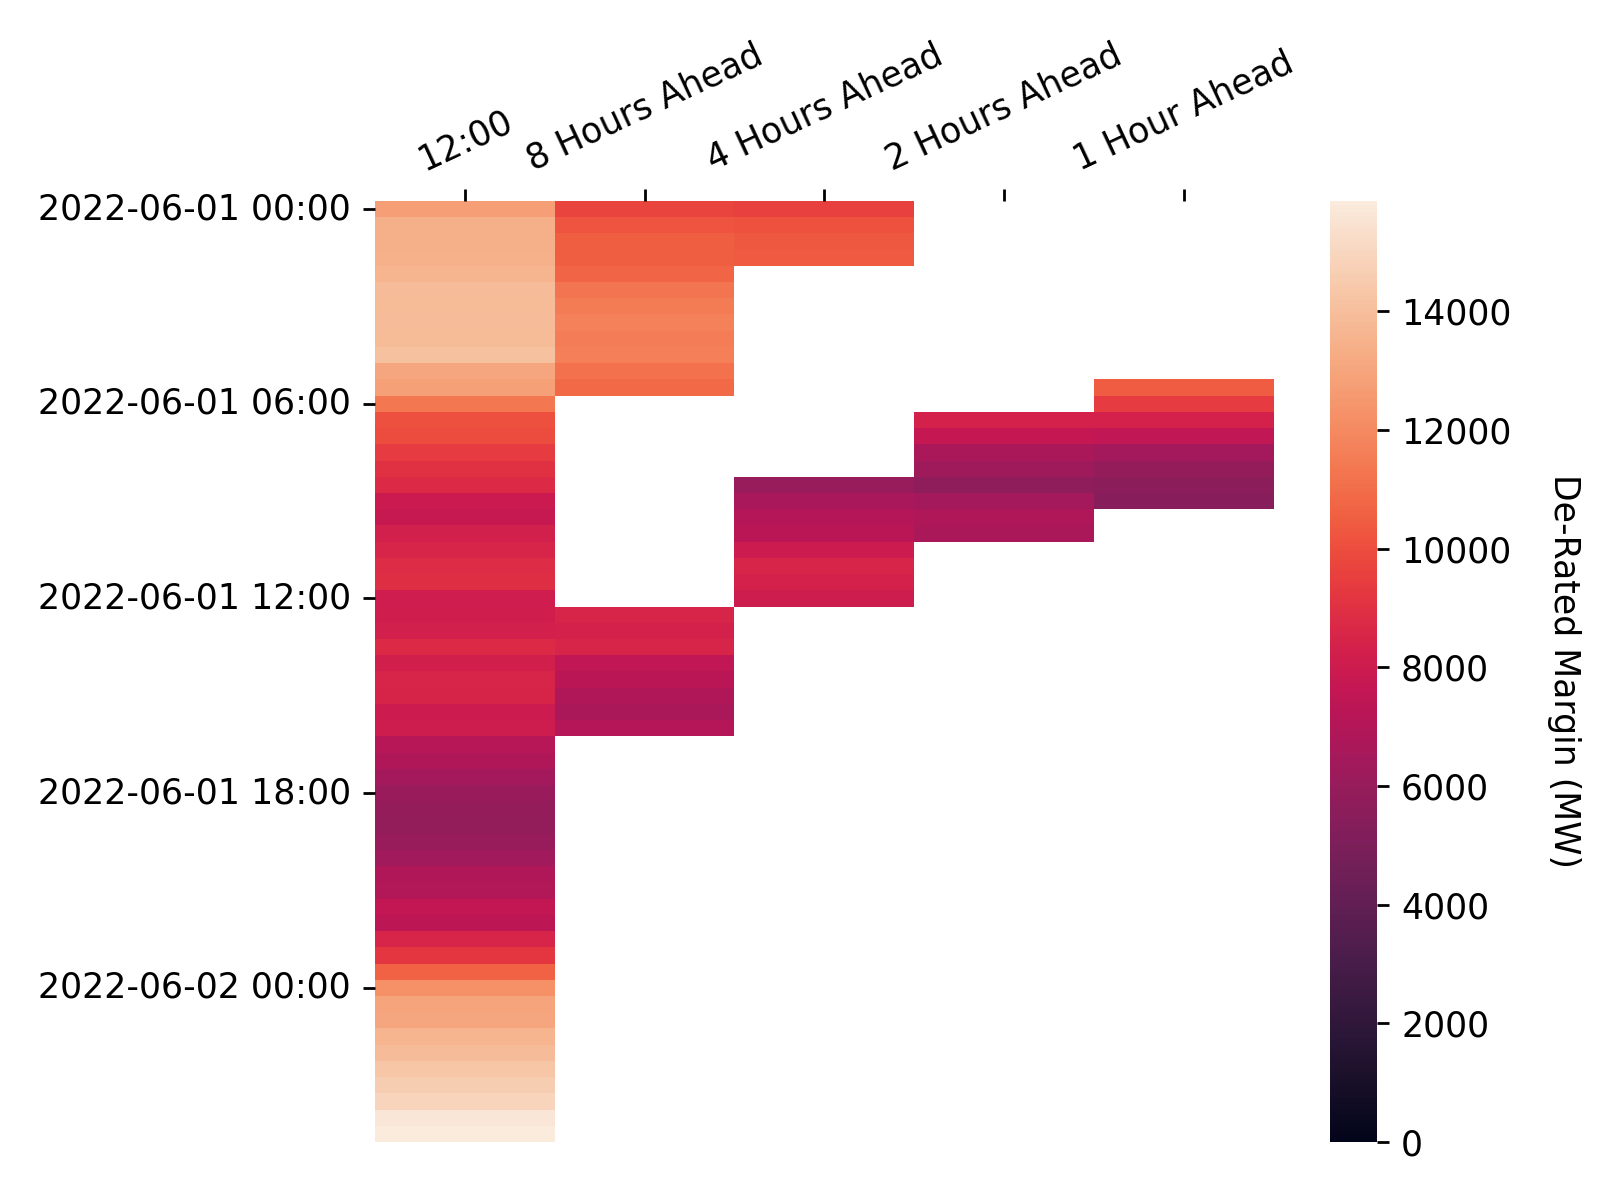 12:00
8 Hours Ahead
4 Hours Ahead
2 Hours Ahead
1 Hour Ahead
2022-06-01 00:00
2022-06-01 06:00
2022-06-01 12:00
2022-06-01 18:00
2022-06-02 00:00
14000
12000
10000
8000
6000
4000
2000
0
De-Rated Margin (MW)